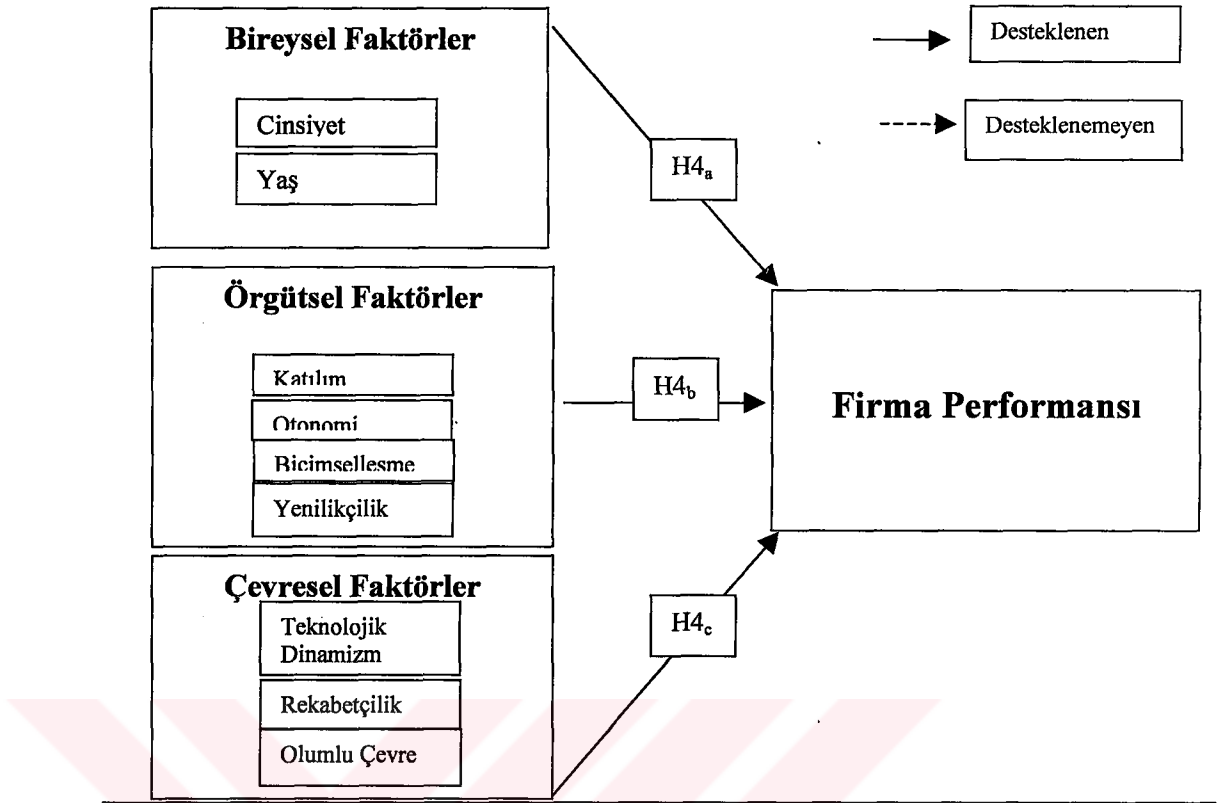 Bireysel Faktörler
Cinsiyet
Yaş
Desteklenen
Desteklenemeyen
H4a
Örgütsel Faktörler
Katılım
Otonomi
Biçimselleşme
Yenilikçilik
H4b
Firma Performansı
Çevresel Faktörler
Teknolojik
Dinamizm
Rekabetçilik
Olumlu Çevre
H4c